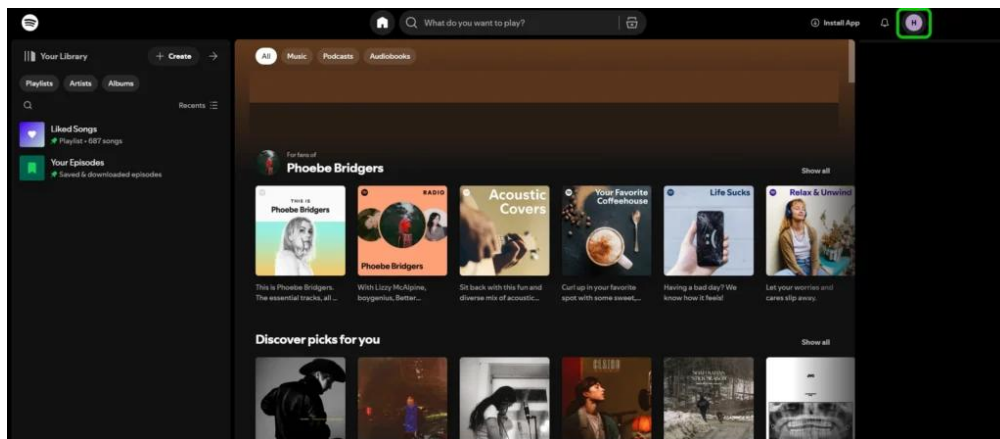 What do you want to play?
Install App
H
Your Library
+ Create
All
Music
Podcasts
Audiobooks
Playlists
Artists
Albums
Recents
Liked Songs
Playlist • 687 songs
Your Episodes
Saved & downloaded episodes
For fans of
Phoebe Bridgers
Show all
THIS IS
Phoebe Bridgers
RADIO
Phoebe Bridgers
Acoustic
Covers
Your Favorite
Coffeehouse
Life Sucks
Relax & Unwind
This is Phoebe Bridgers.
The essential tracks, all ...
With Lizzy McAlpine,
boygenius, Better...
Sit back with this fun and
diverse mix of acoustic...
Curl up in your favorite
spot with some sweet,...
Having a bad day? We
know how it feels!
Let your worries and
cares slip away.
Discover picks for you
Show all